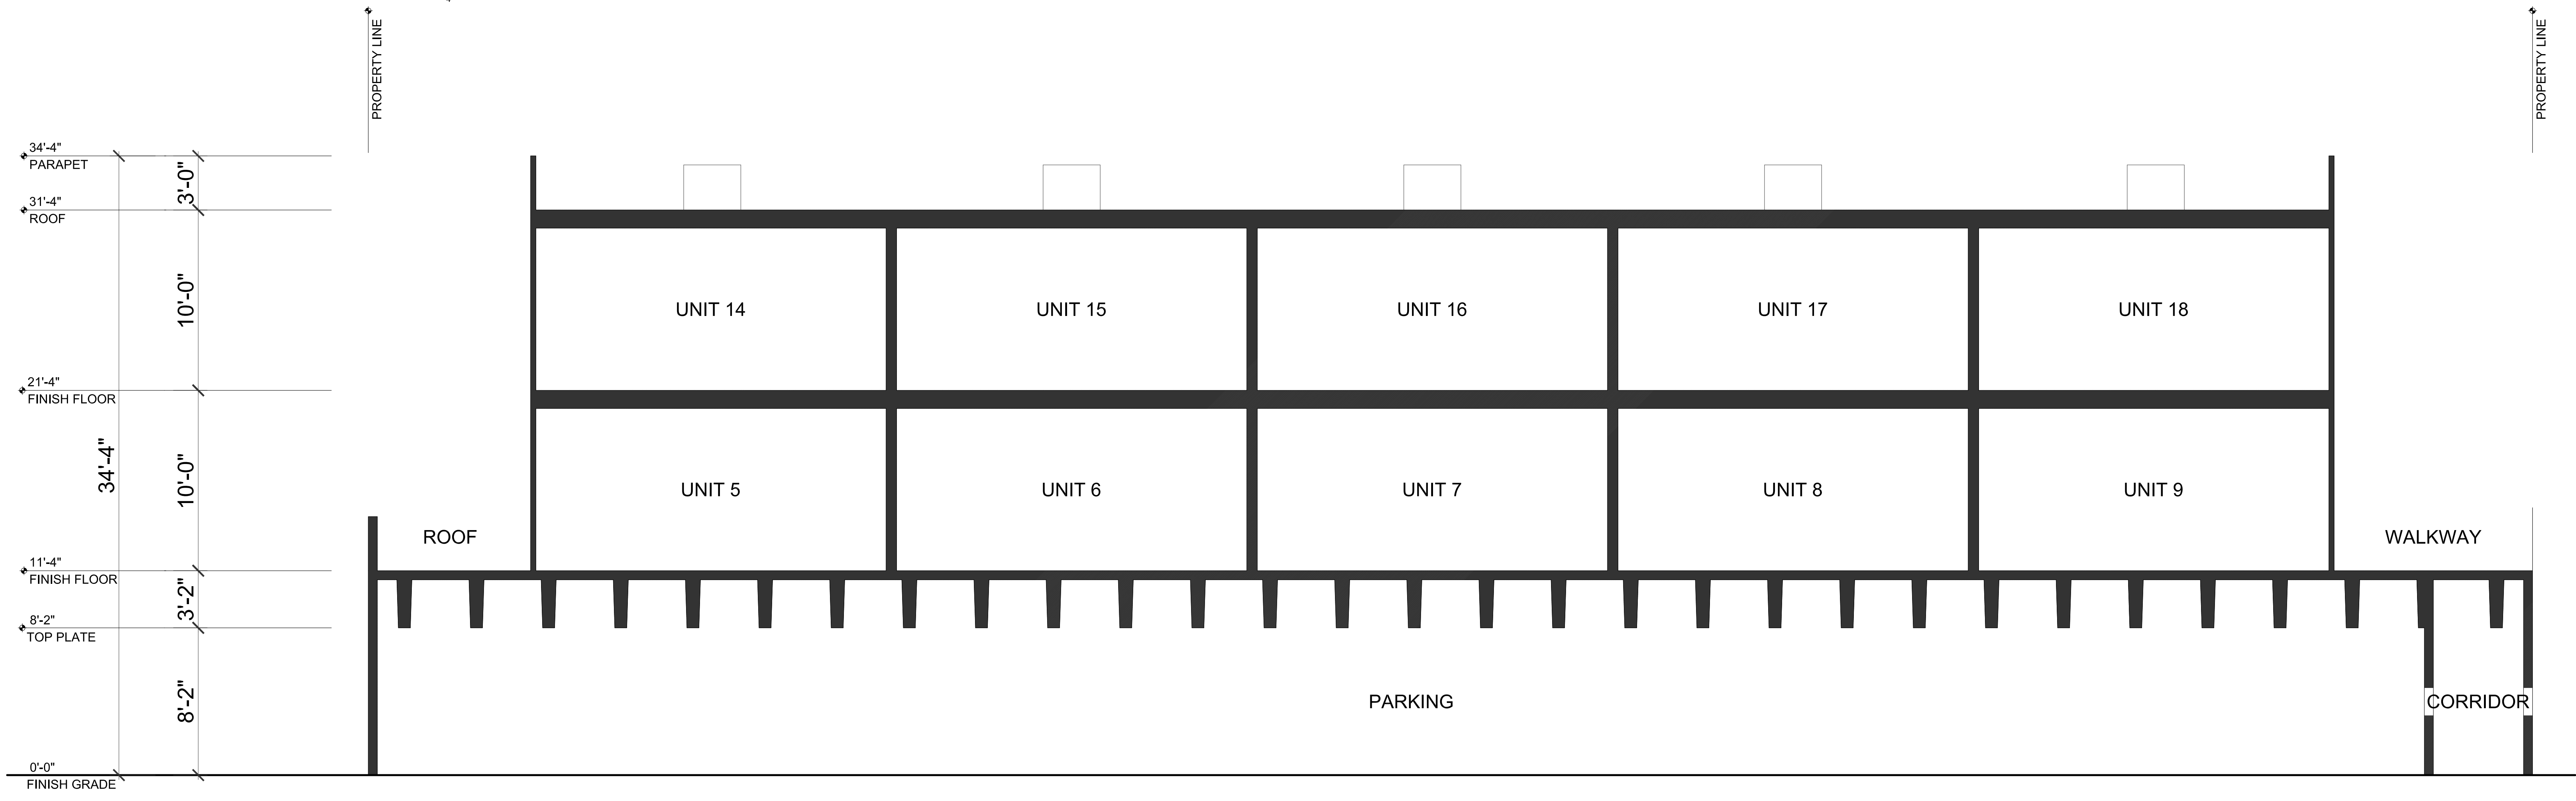 PROPERTY LINE
PROPERTY LINE
34'-4"
PARAPET
3'-0"
31'-4"
ROOF
10'-0"
UNIT 14
UNIT 15
UNIT 16
UNIT 17
UNIT 18
21'-4"
FINISH FLOOR
34'-4"
10'-0"
UNIT 5
UNIT 6
UNIT 7
UNIT 8
UNIT 9
ROOF
WALKWAY
11'-4"
FINISH FLOOR
3'-2"
8'-2"
TOP PLATE
8'-2"
PARKING
CORRIDOR
0'-0"
FINISH GRADE